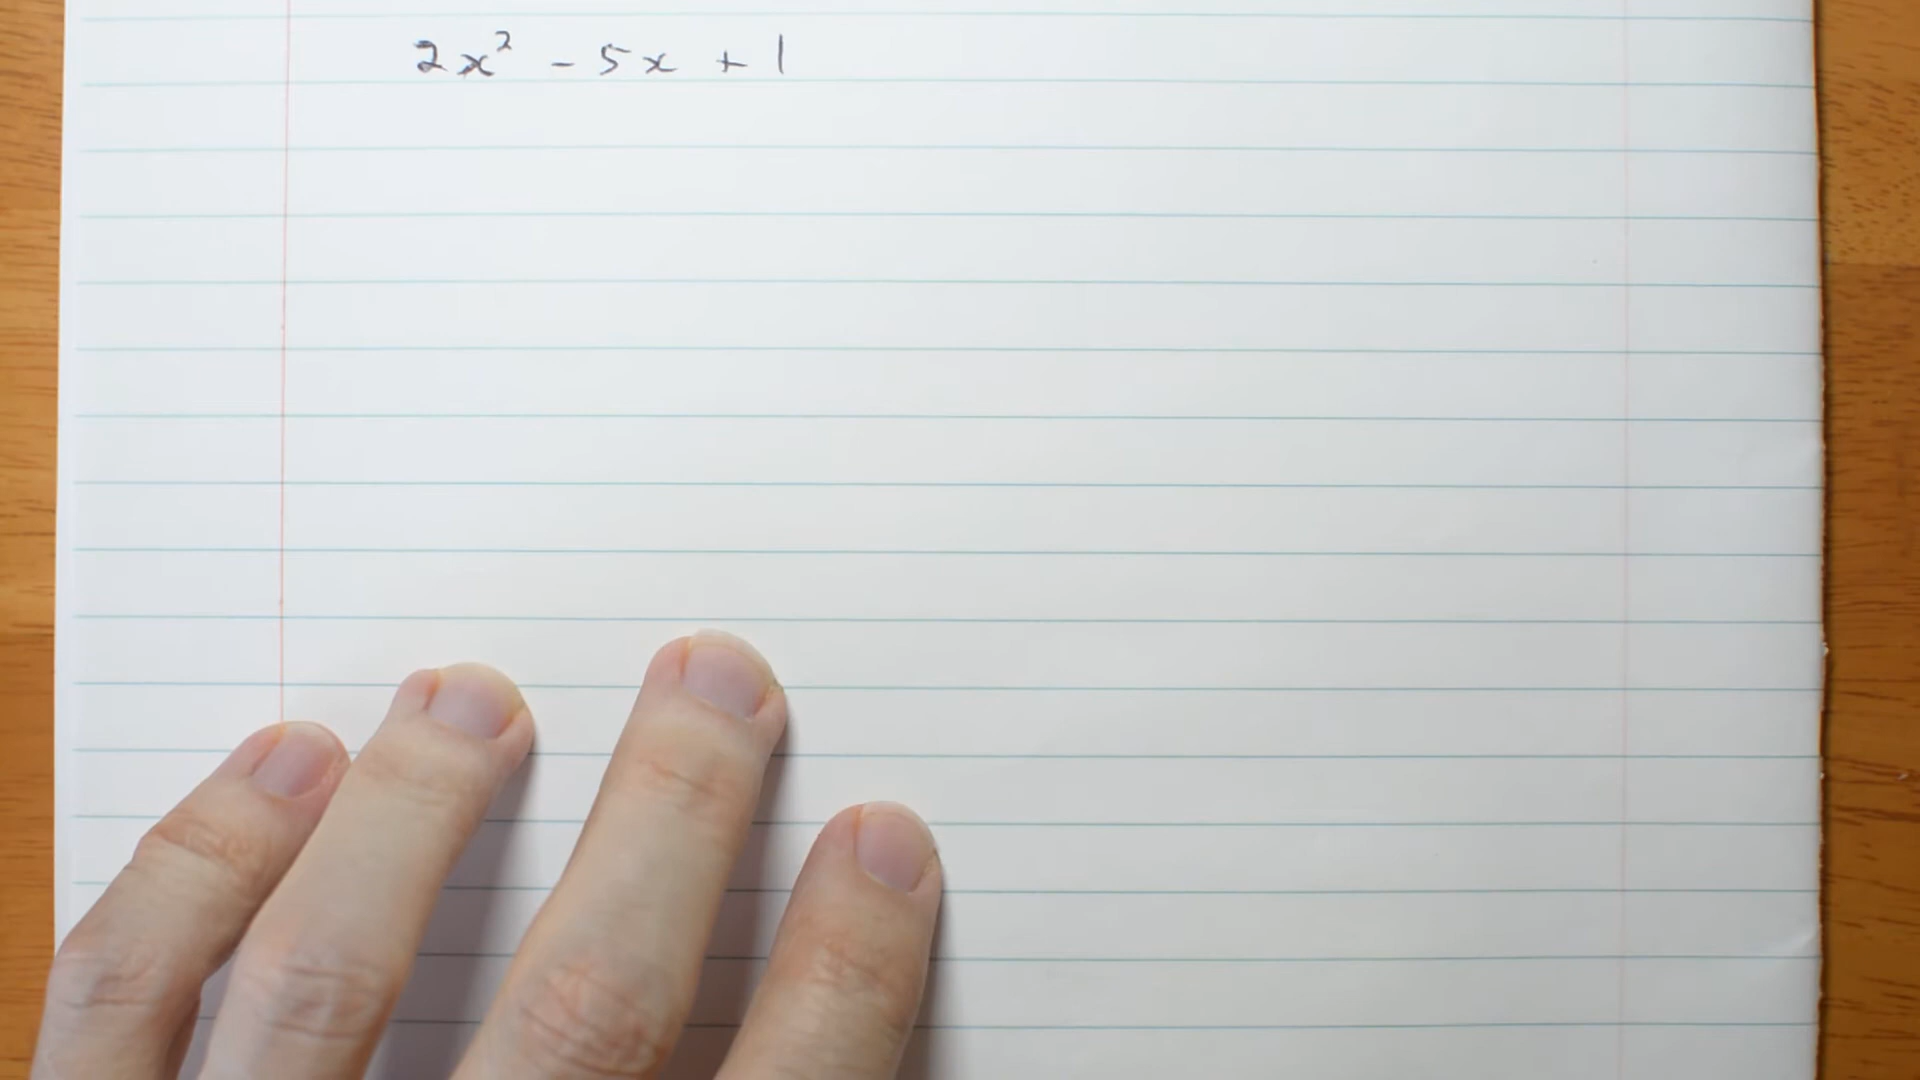 2x² - 5x + 1